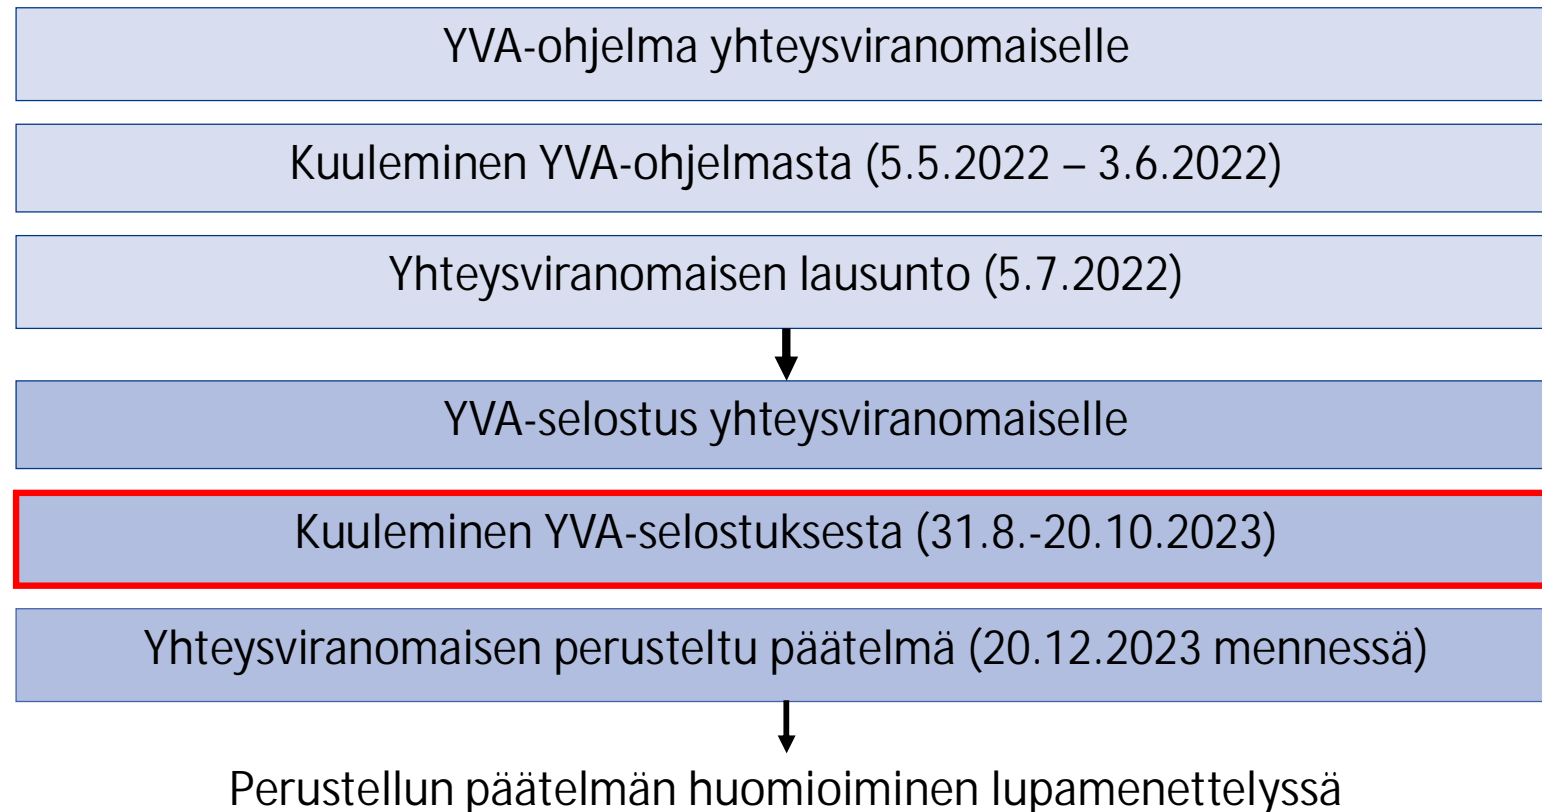 YVA-ohjelma yhteysviranomaiselle
Kuuleminen YVA-ohjelmasta (5.5.2022 – 3.6.2022)
Yhteysviranomaisen lausunto (5.7.2022)
YVA-selostus yhteysviranomaiselle
Kuuleminen YVA-selostuksesta (31.8.-20.10.2023)
Yhteysviranomaisen perusteltu päätelmä (20.12.2023 mennessä)
Perustellun päätelmän huomioiminen lupamenettelyssä